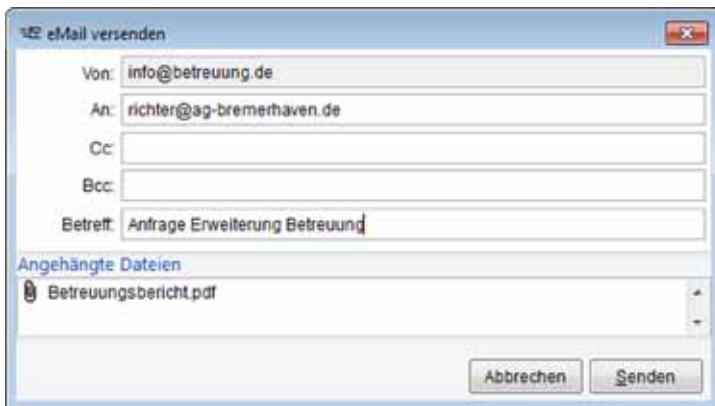 eMail versenden
Von: info@betreuung.de
An: richter@ag-bremerhaven.de
Cc:
Bcc:
Betreff: Anfrage Erweiterung Betreuung
Angehängte Dateien
Betreuungsbericht.pdf
Abbrechen Senden